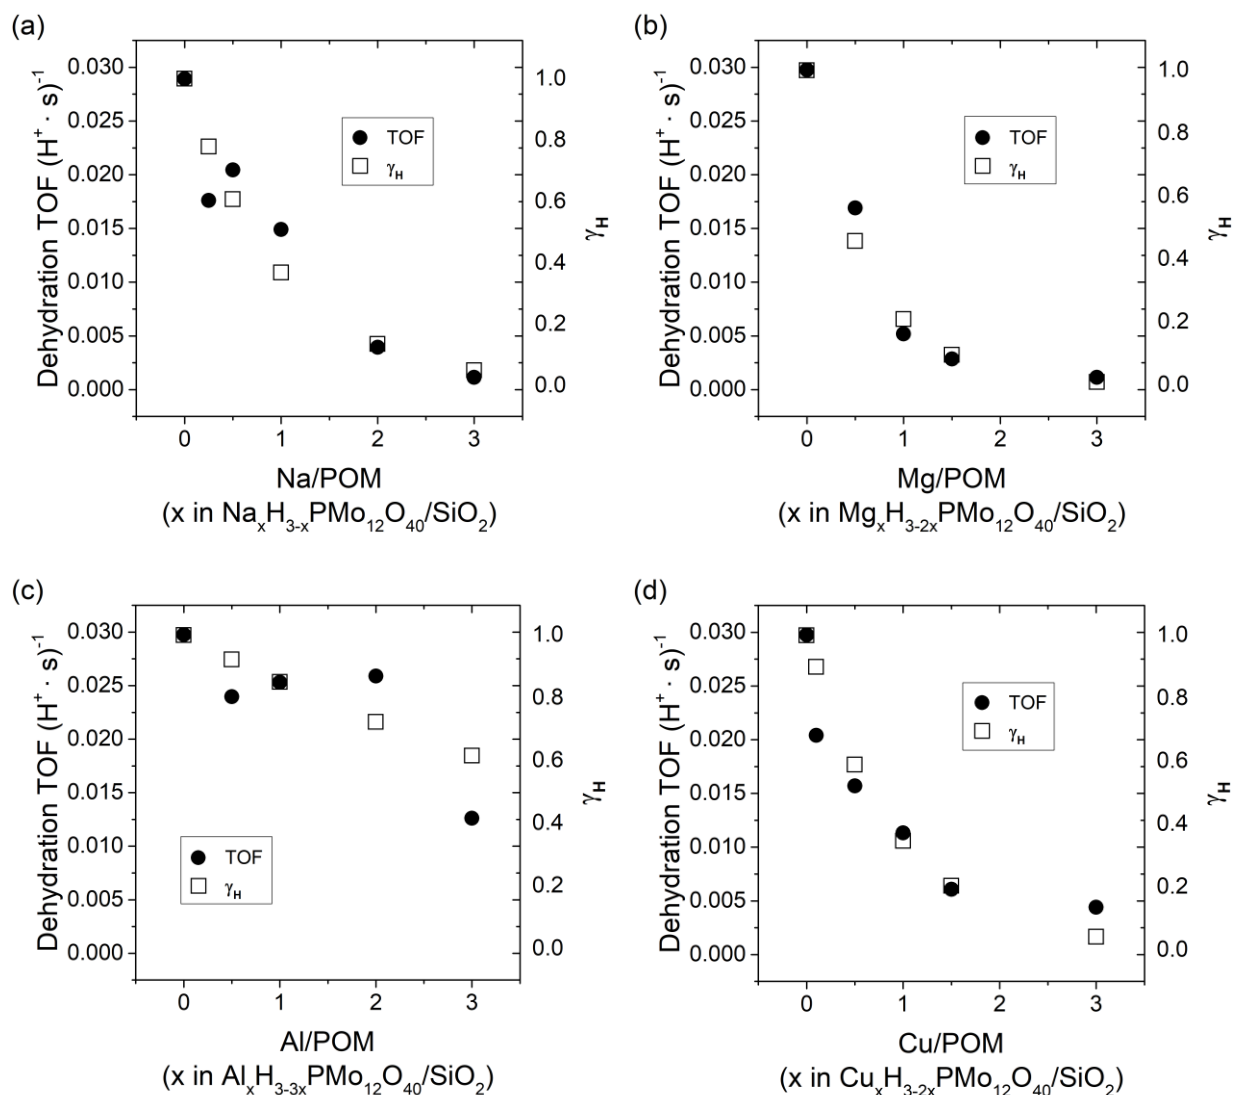 (a)
0.030
0.025
0.020
0.015
0.010
0.005
0.000
Dehydration TOF (H⁺ · s)⁻¹
1.0
0.8
0.6
0.4
0.2
0.0
γH
TOF
γH
0 1 2 3
Na/POM
(x in NaₓH₃₋ₓPMo₁₂O₄₀/SiO₂)
(b)
0.030
0.025
0.020
0.015
0.010
0.005
0.000
Dehydration TOF (H⁺ · s)⁻¹
1.0
0.8
0.6
0.4
0.2
0.0
γH
TOF
γH
0 1 2 3
Mg/POM
(x in MgₓH₃₋₂ₓPMo₁₂O₄₀/SiO₂)
(c)
0.030
0.025
0.020
0.015
0.010
0.005
0.000
Dehydration TOF (H⁺ · s)⁻¹
1.0
0.8
0.6
0.4
0.2
0.0
γH
TOF
γH
0 1 2 3
Al/POM
(x in AlₓH₃₋₃ₓPMo₁₂O₄₀/SiO₂)
(d)
0.030
0.025
0.020
0.015
0.010
0.005
0.000
Dehydration TOF (H⁺ · s)⁻¹
1.0
0.8
0.6
0.4
0.2
0.0
γH
TOF
γH
0 1 2 3
Cu/POM
(x in CuₓH₃₋₂ₓPMo₁₂O₄₀/SiO₂)